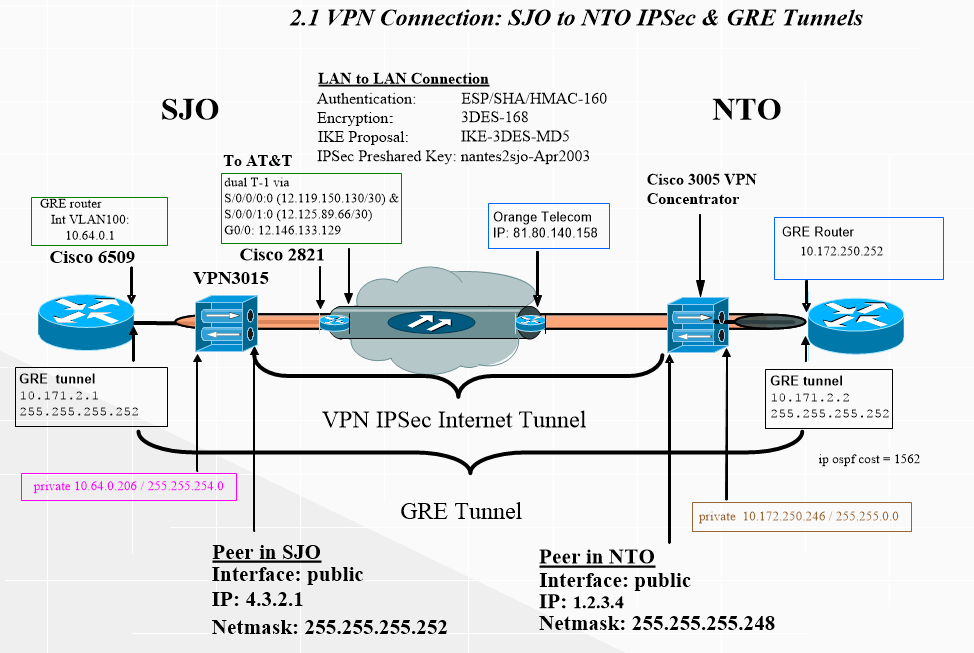 2.1 VPN Connection: SJO to NTO IPSec & GRE Tunnels
LAN to LAN Connection
Authentication: ESP/SHA/HMAC-160
Encryption: 3DES-168
IKE Proposal: IKE-3DES-MD5
IPSec Preshared Key: nantes2sjo-Apr2003
SJO
NTO
To AT&T
dual T-1 via
S/0/0/0:0 (12.119.150.130/30) &
S/0/0/1:0 (12.125.89.66/30)
G0/0: 12.146.133.129
Cisco 2821
GRE router
Int VLAN100:
10.64.0.1
Cisco 6509
VPN3015
Orange Telecom
IP: 81.80.140.158
Cisco 3005 VPN
Concentrator
GRE Router
10.172.250.252
GRE tunnel
10.171.2.1
255.255.255.252
GRE tunnel
10.171.2.2
255.255.255.252
VPN IPSec Internet Tunnel
ip ospf cost = 1562
private 10.64.0.206 / 255.255.254.0
GRE Tunnel
private 10.172.250.246 / 255.255.0.0
Peer in SJO
Interface: public
IP: 4.3.2.1
Netmask: 255.255.255.252
Peer in NTO
Interface: public
IP: 1.2.3.4
Netmask: 255.255.255.248